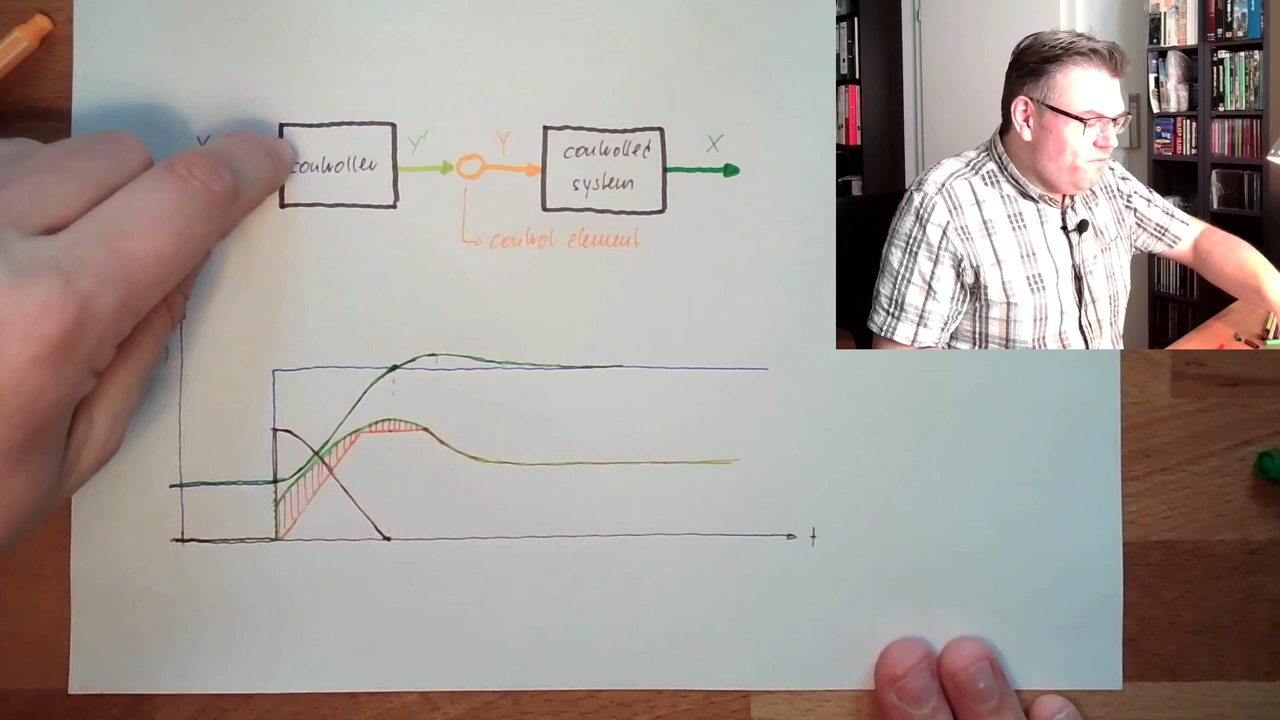 controller
Y'
Y
controlled
system
X
control element
t